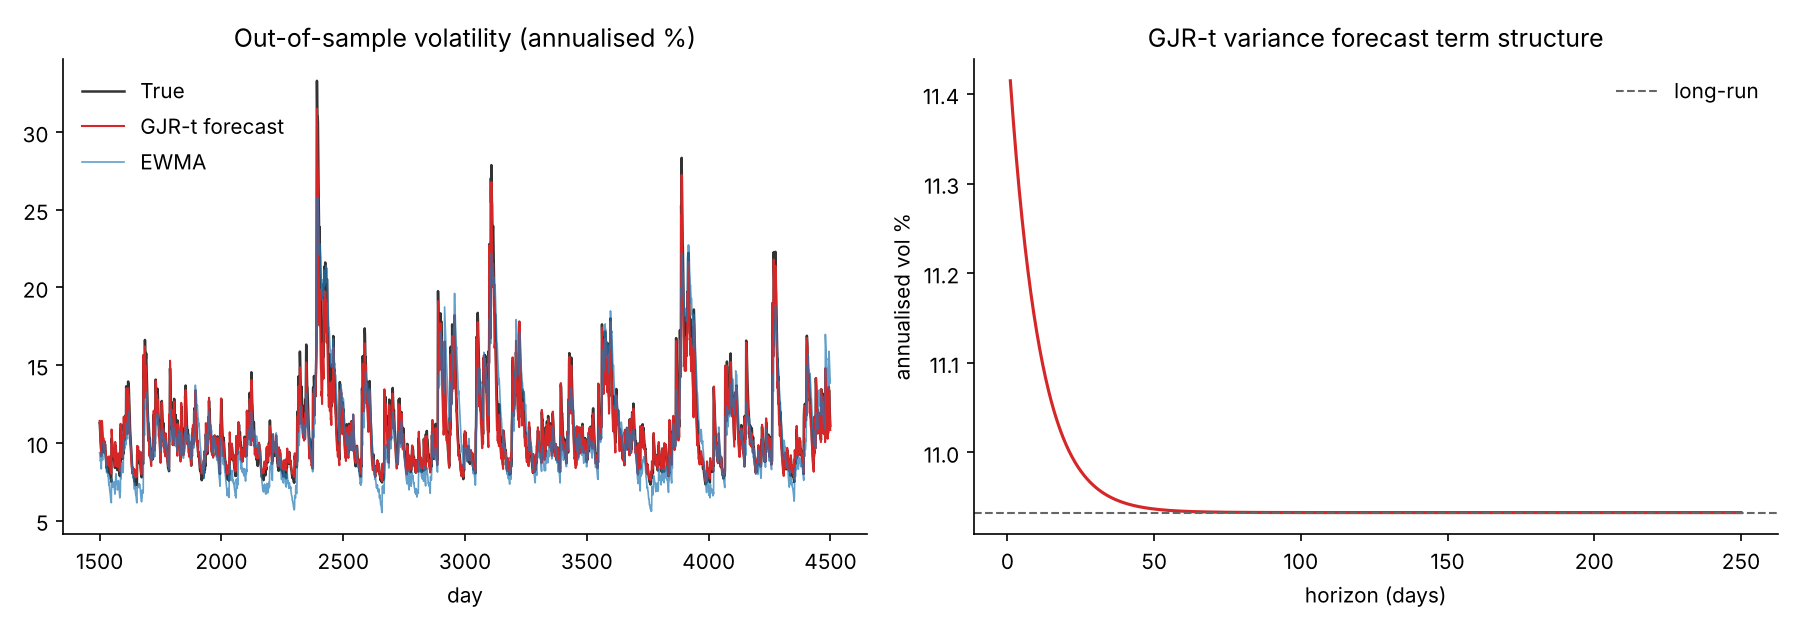 Out-of-sample volatility (annualised %)
True
GJR-t forecast
EWMA
30
25
20
15
10
5
1500 2000 2500 3000 3500 4000 4500
day
GJR-t variance forecast term structure
long-run
annualised vol %
11.4
11.3
11.2
11.1
11.0
0 50 100 150 200 250
horizon (days)